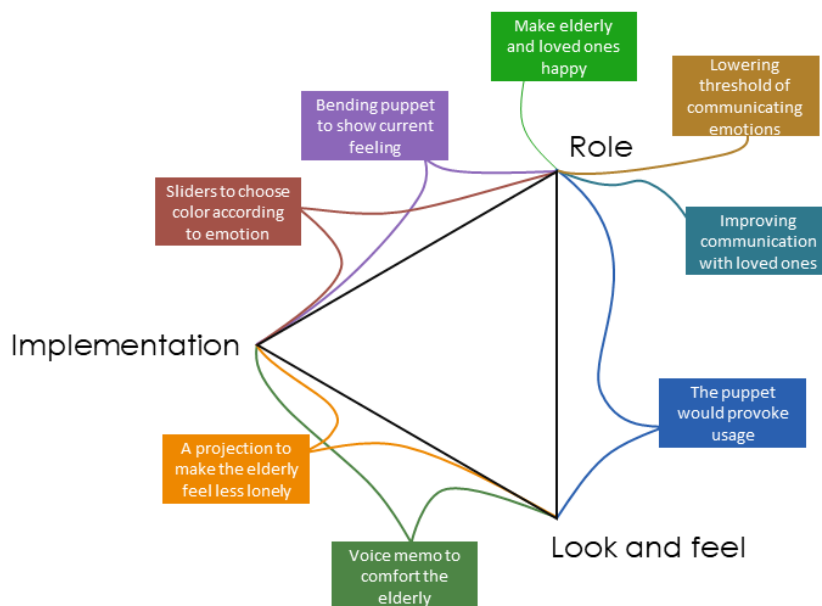 Make elderly
and loved ones
happy
Lowering
threshold of
communicating
emotions
Bending puppet
to show current
feeling
Role
Sliders to choose
color according
to emotion
Improving
communication
with loved ones
Implementation
The puppet
would provoke
usage
A projection to
make the elderly
feel less lonely
Look and feel
Voice memo to
comfort the
elderly